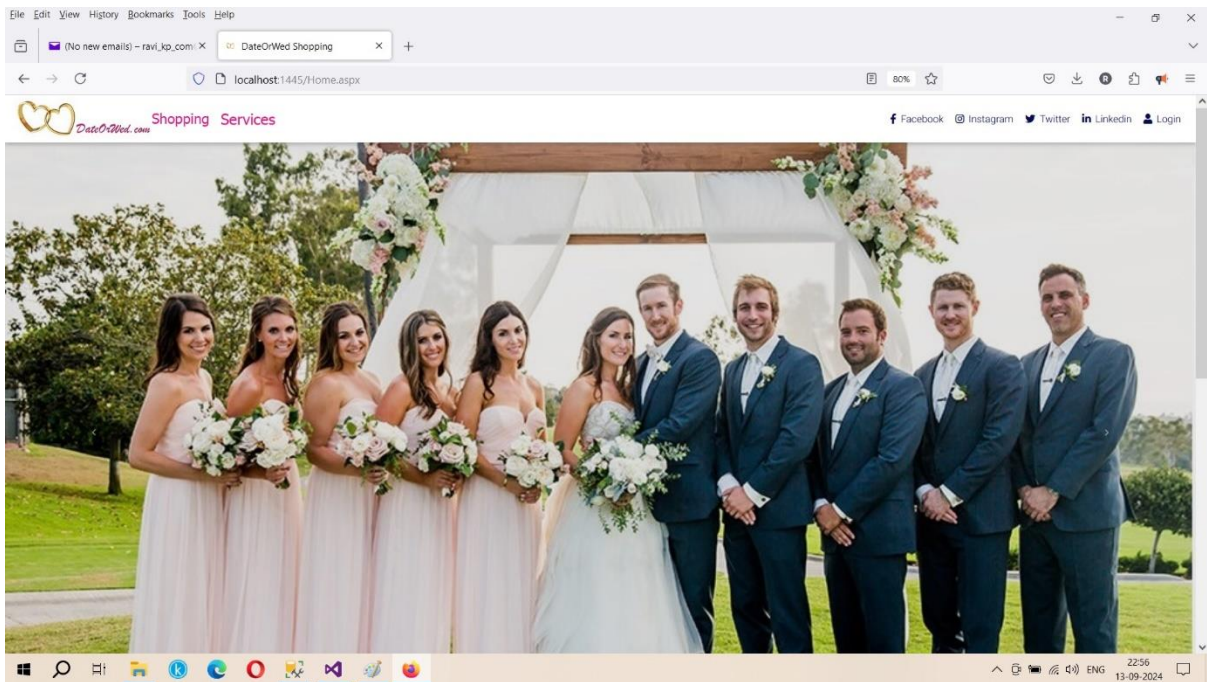 File Edit View History Bookmarks Tools Help
(No new emails) – ravi_kp_com
DateOrWed Shopping
localhost:1445/Home.aspx
80%
DateOrWed.com
Shopping Services
Facebook Instagram Twitter in Linkedin Login
ENG
22:56
13-09-2024